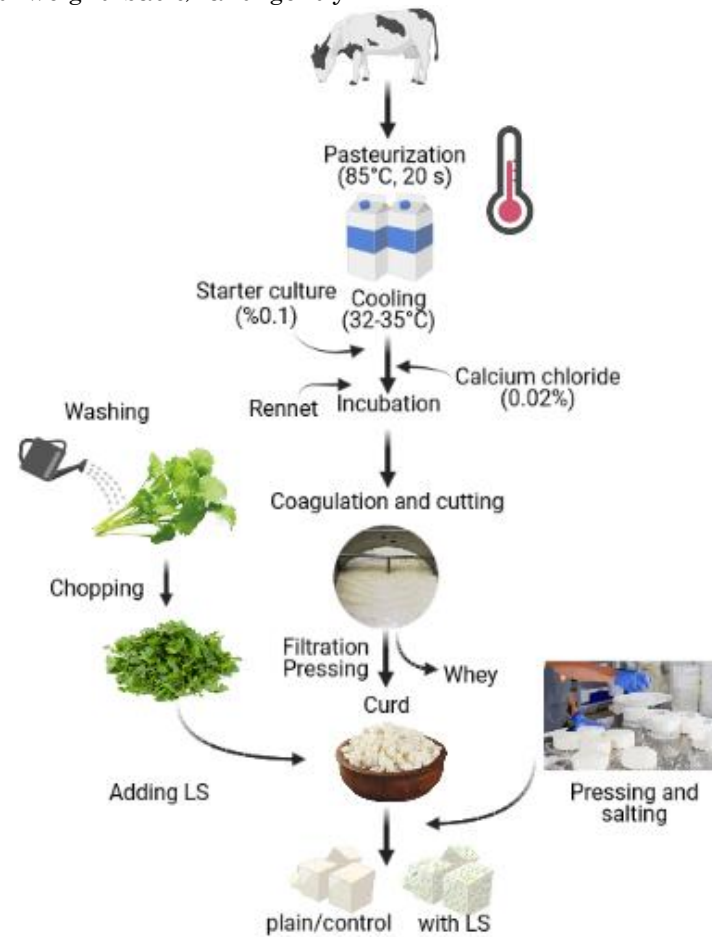 Pasteurization
(85°C, 20 s)
Starter culture
(%0.1)
Cooling
(32-35°C)
Calcium chloride
(0.02%)
Rennet
Incubation
Washing
Coagulation and cutting
Chopping
Filtration
Pressing
Whey
Curd
Adding LS
Pressing and
salting
plain/control
with LS